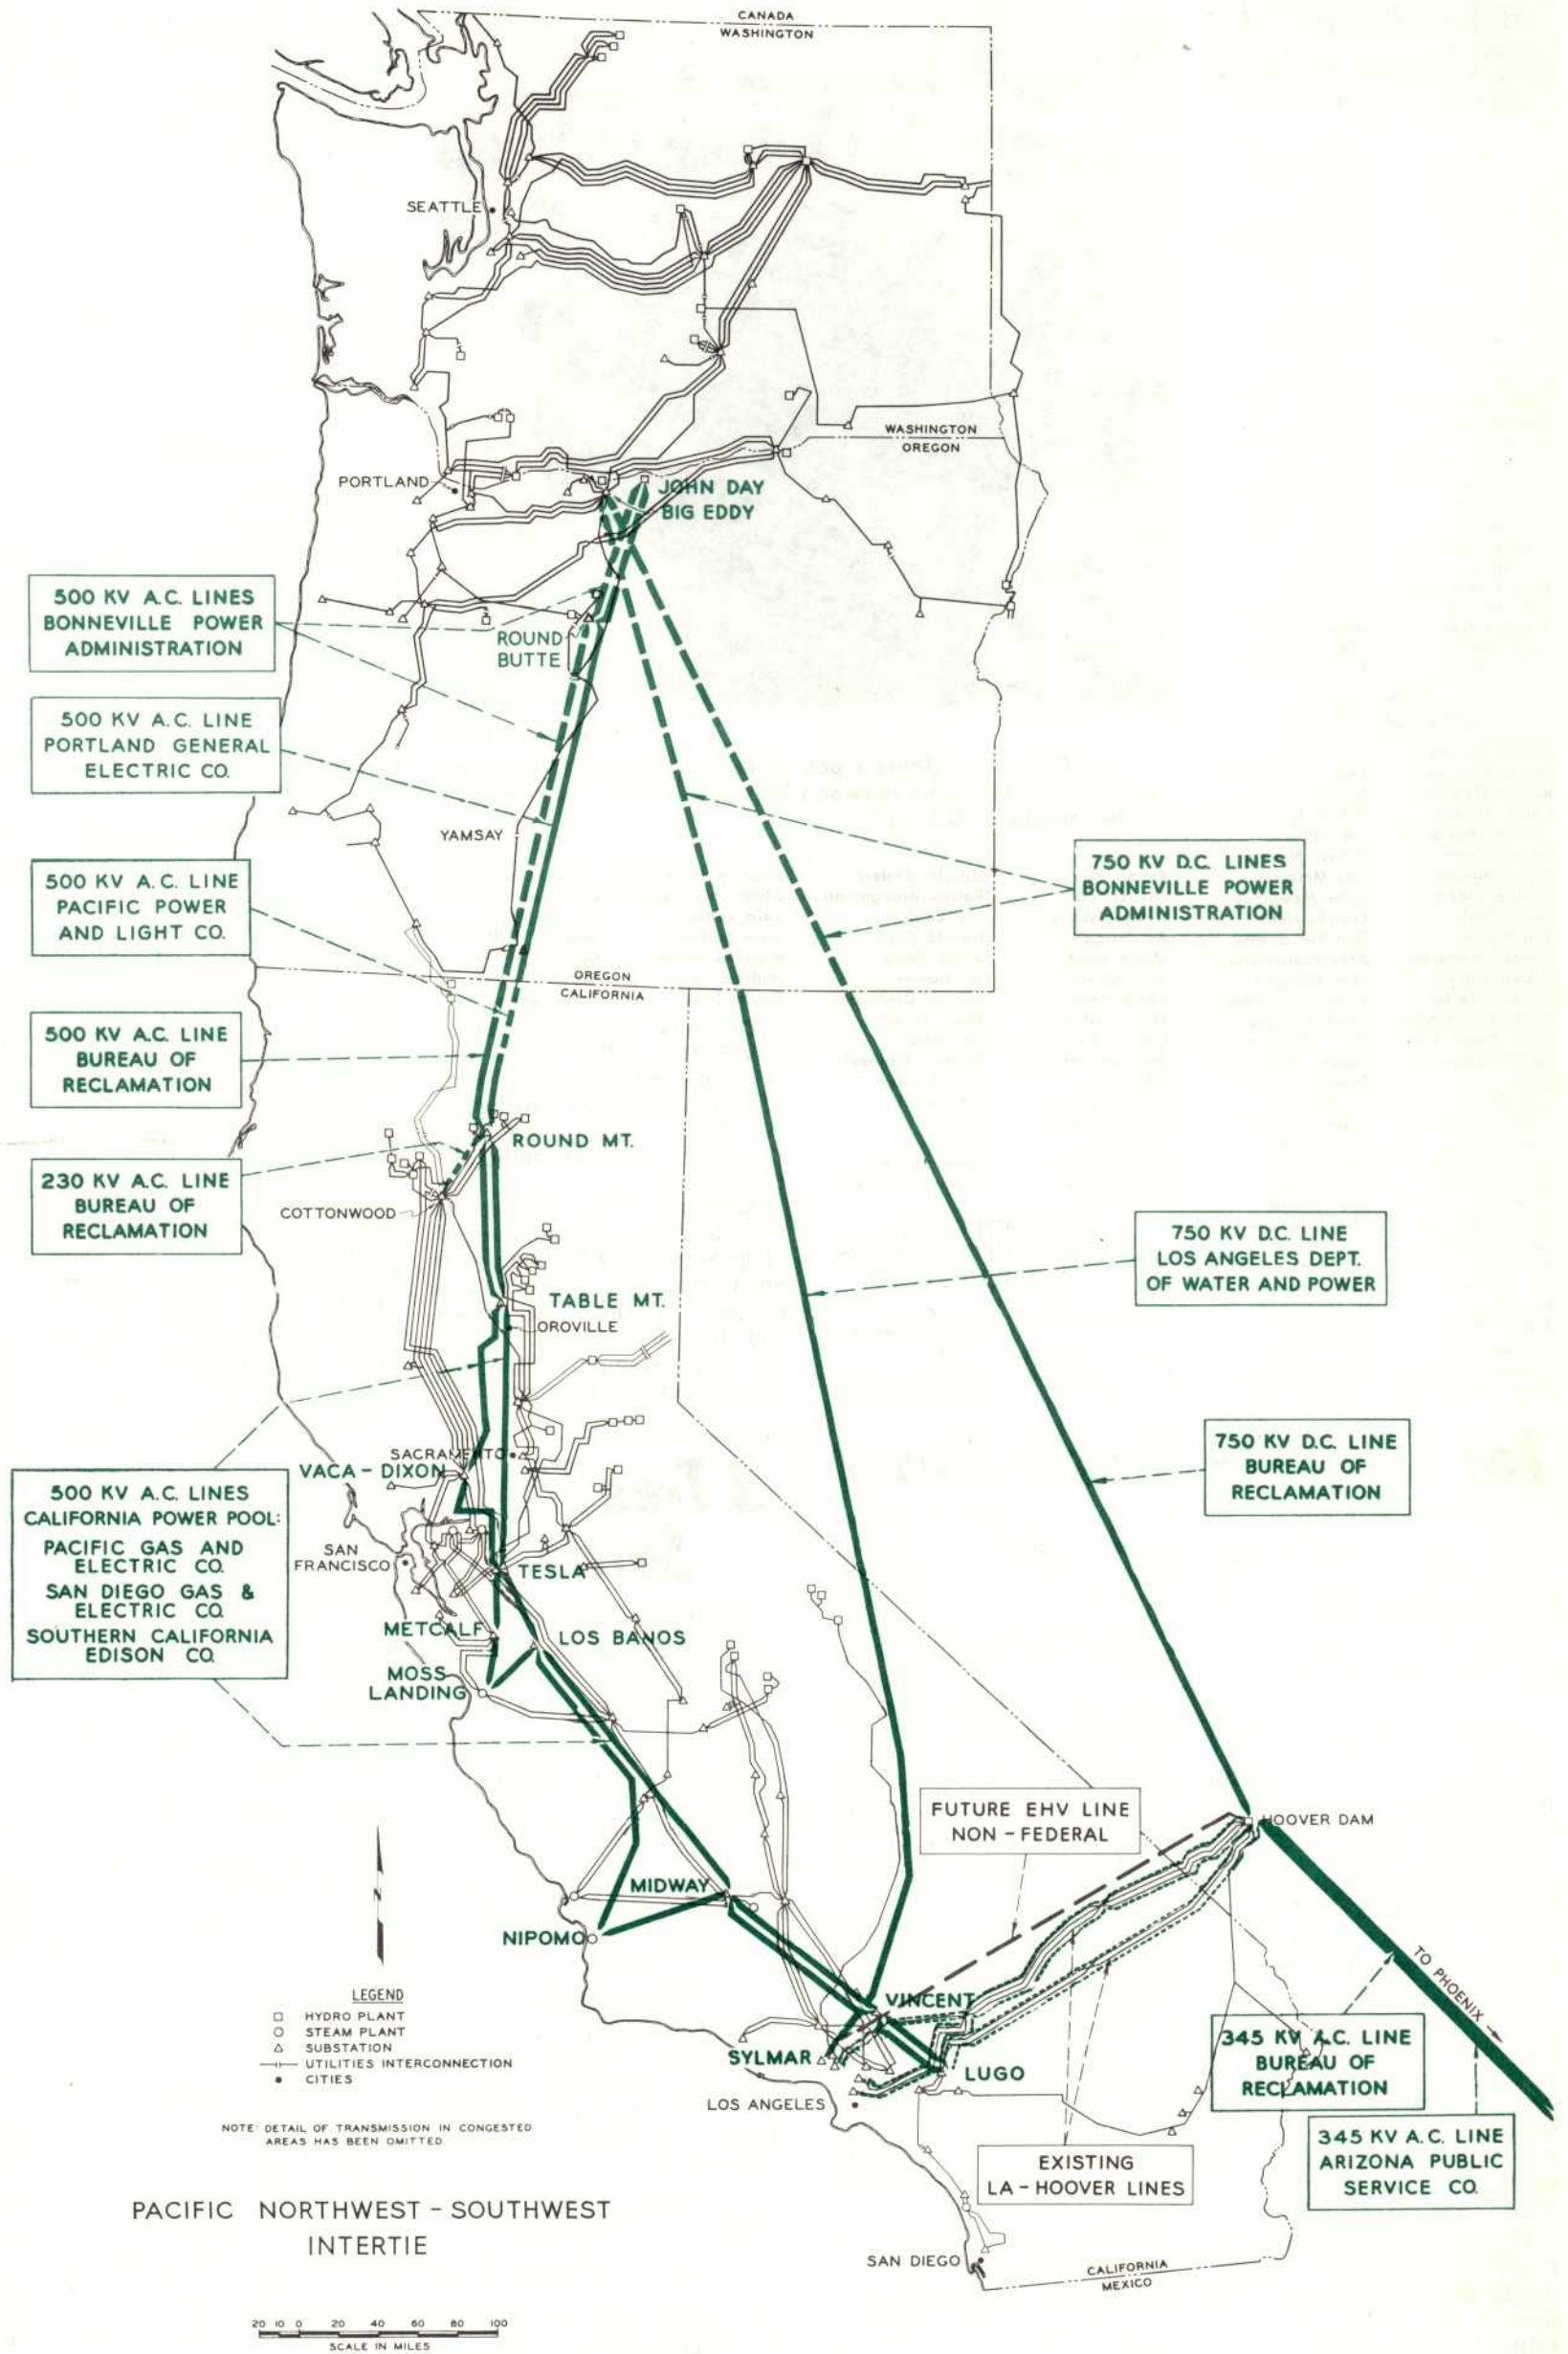 CANADA
WASHINGTON
SEATTLE
WASHINGTON
OREGON
PORTLAND
JOHN DAY
BIG EDDY
500 KV A.C. LINES
BONNEVILLE POWER
ADMINISTRATION
ROUND
BUTTE
500 KV A.C. LINE
PORTLAND GENERAL
ELECTRIC CO.
YAMSAY
750 KV D.C. LINES
BONNEVILLE POWER
ADMINISTRATION
500 KV A.C. LINE
PACIFIC POWER
AND LIGHT CO.
OREGON
CALIFORNIA
500 KV A.C. LINE
BUREAU OF
RECLAMATION
ROUND MT.
230 KV A.C. LINE
BUREAU OF
RECLAMATION
COTTONWOOD
750 KV D.C. LINE
LOS ANGELES DEPT.
OF WATER AND POWER
TABLE MT.
OROVILLE
750 KV D.C. LINE
BUREAU OF
RECLAMATION
SACRAMENTO
VACA - DIXON
500 KV A.C. LINES
CALIFORNIA POWER POOL:
PACIFIC GAS AND
ELECTRIC CO.
SAN DIEGO GAS &
ELECTRIC CO.
SOUTHERN CALIFORNIA
EDISON CO.
SAN
FRANCISCO
TESLA
METCALF
LOS BANOS
MOSS
LANDING
FUTURE EHV LINE
NON - FEDERAL
HOOVER DAM
MIDWAY
NIPOMO
TO PHOENIX
N
VINCENT
SYLMAR
LUGO
LOS ANGELES
345 KV A.C. LINE
BUREAU OF
RECLAMATION
345 KV A.C. LINE
ARIZONA PUBLIC
SERVICE CO.
EXISTING
LA - HOOVER LINES
LEGEND
HYDRO PLANT
STEAM PLANT
SUBSTATION
UTILITIES INTERCONNECTION
CITIES
NOTE: DETAIL OF TRANSMISSION IN CONGESTED
AREAS HAS BEEN OMITTED.
PACIFIC NORTHWEST - SOUTHWEST
INTERTIE
SAN DIEGO
CALIFORNIA
MEXICO
20 10 0 20 40 60 80 100
SCALE IN MILES